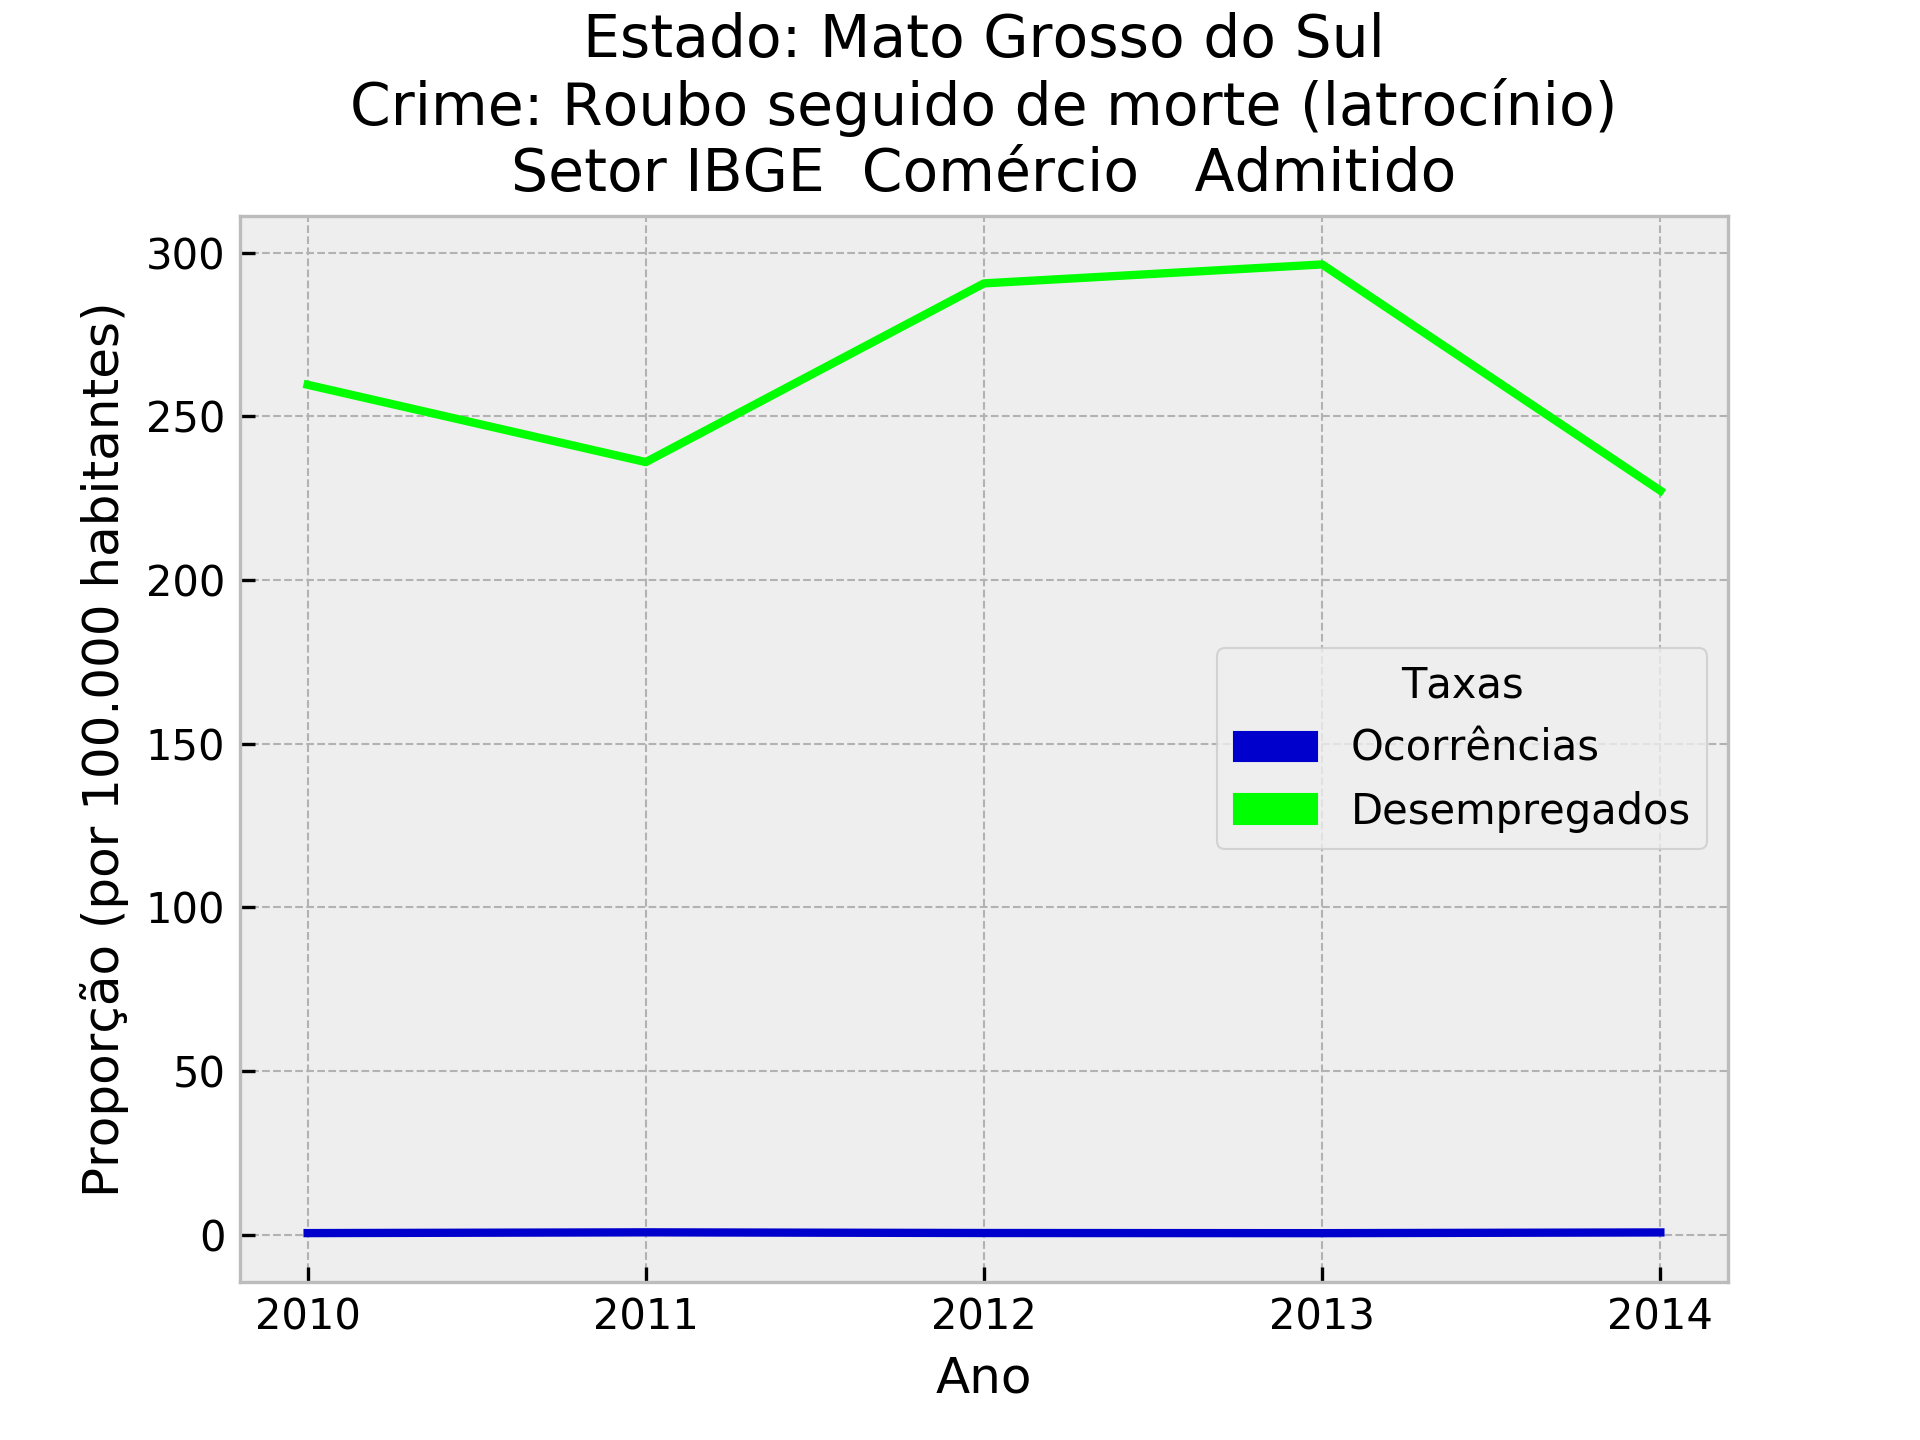 Estado: Mato Grosso do Sul
Crime: Roubo seguido de morte (latrocínio)
Setor IBGE  Comércio   Admitido
Proporção (por 100.000 habitantes)
300
250
200
150
100
50
0
Taxas
Ocorrências
Desempregados
2010 2011 2012 2013 2014
Ano